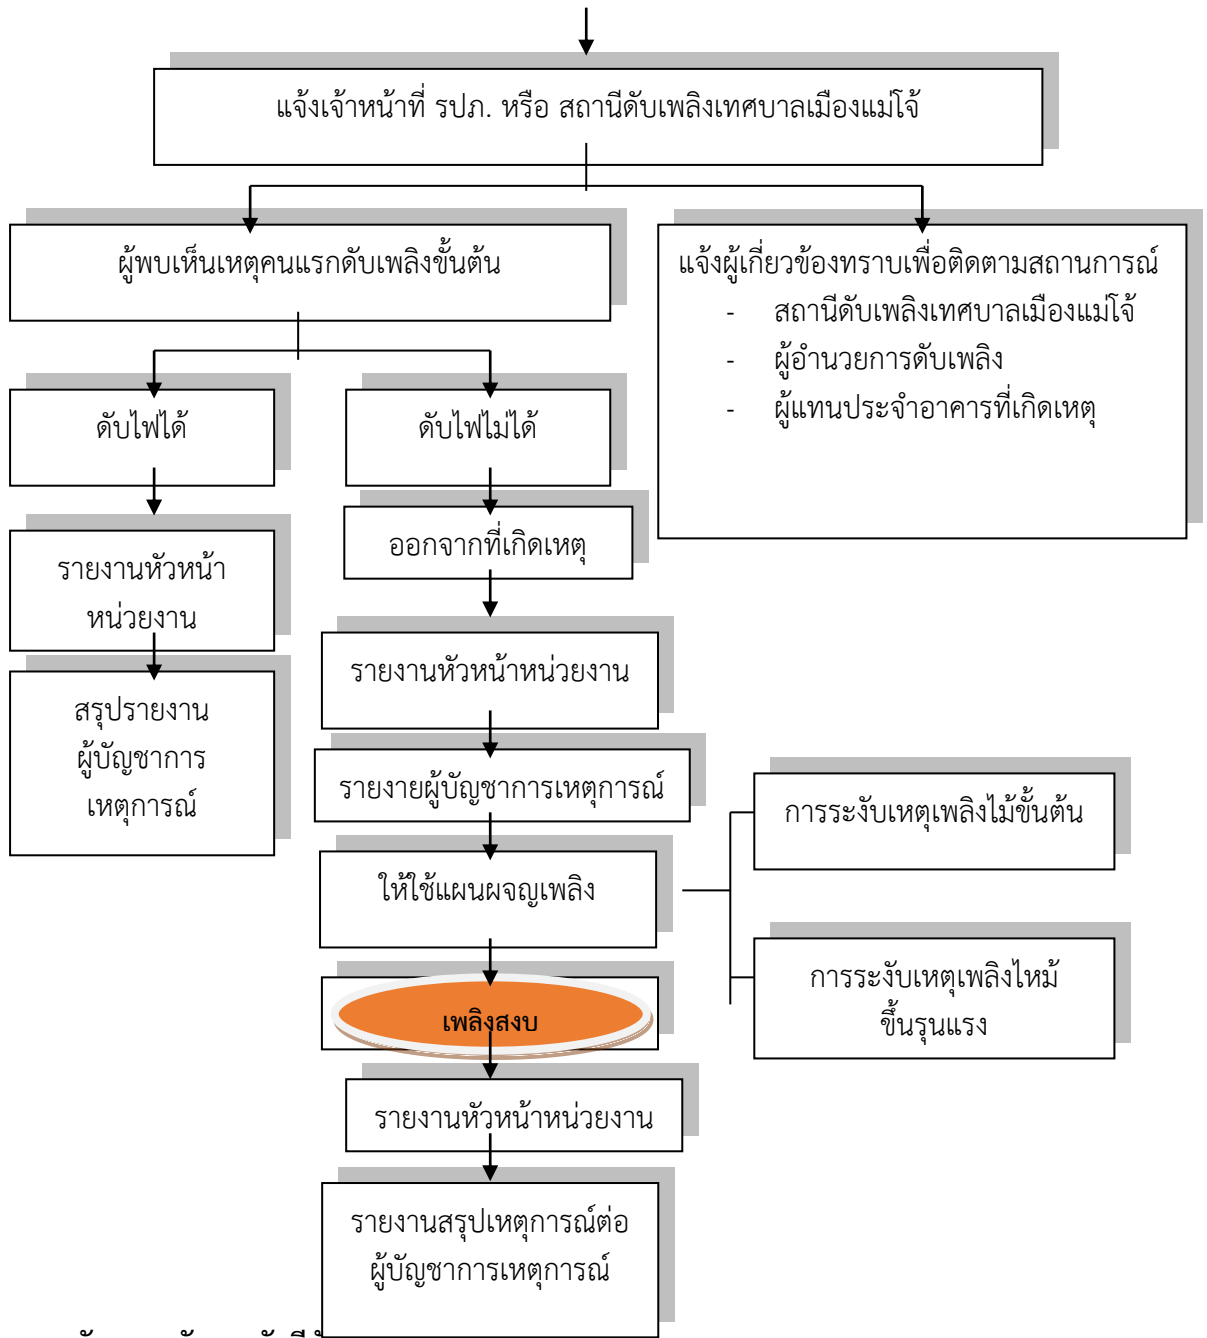 แจ้งเจ้าหน้าที่ รปภ. หรือ สถานีดับเพลิงเทศบาลเมืองแม่โจ้
ผู้พบเห็นเหตุคนแรกดับเพลิงขั้นต้น
แจ้งผู้เกี่ยวข้องทราบเพื่อติดตามสถานการณ์
- สถานีดับเพลิงเทศบาลเมืองแม่โจ้
- ผู้อำนวยการดับเพลิง
- ผู้แทนประจำอาคารที่เกิดเหตุ
ดับไฟได้
ดับไฟไม่ได้
ออกจากที่เกิดเหตุ
รายงานหัวหน้า
หน่วยงาน
รายงานหัวหน้าหน่วยงาน
สรุปรายงาน
ผู้บัญชาการ
เหตุการณ์
รายงายผู้บัญชาการเหตุการณ์
การระงับเหตุเพลิงไม้ขั้นต้น
ให้ใช้แผนผจญเพลิง
การระงับเหตุเพลิงไหม้
ขึ้นรุนแรง
เพลิงสงบ
รายงานหัวหน้าหน่วยงาน
รายงานสรุปเหตุการณ์ต่อ
ผู้บัญชาการเหตุการณ์